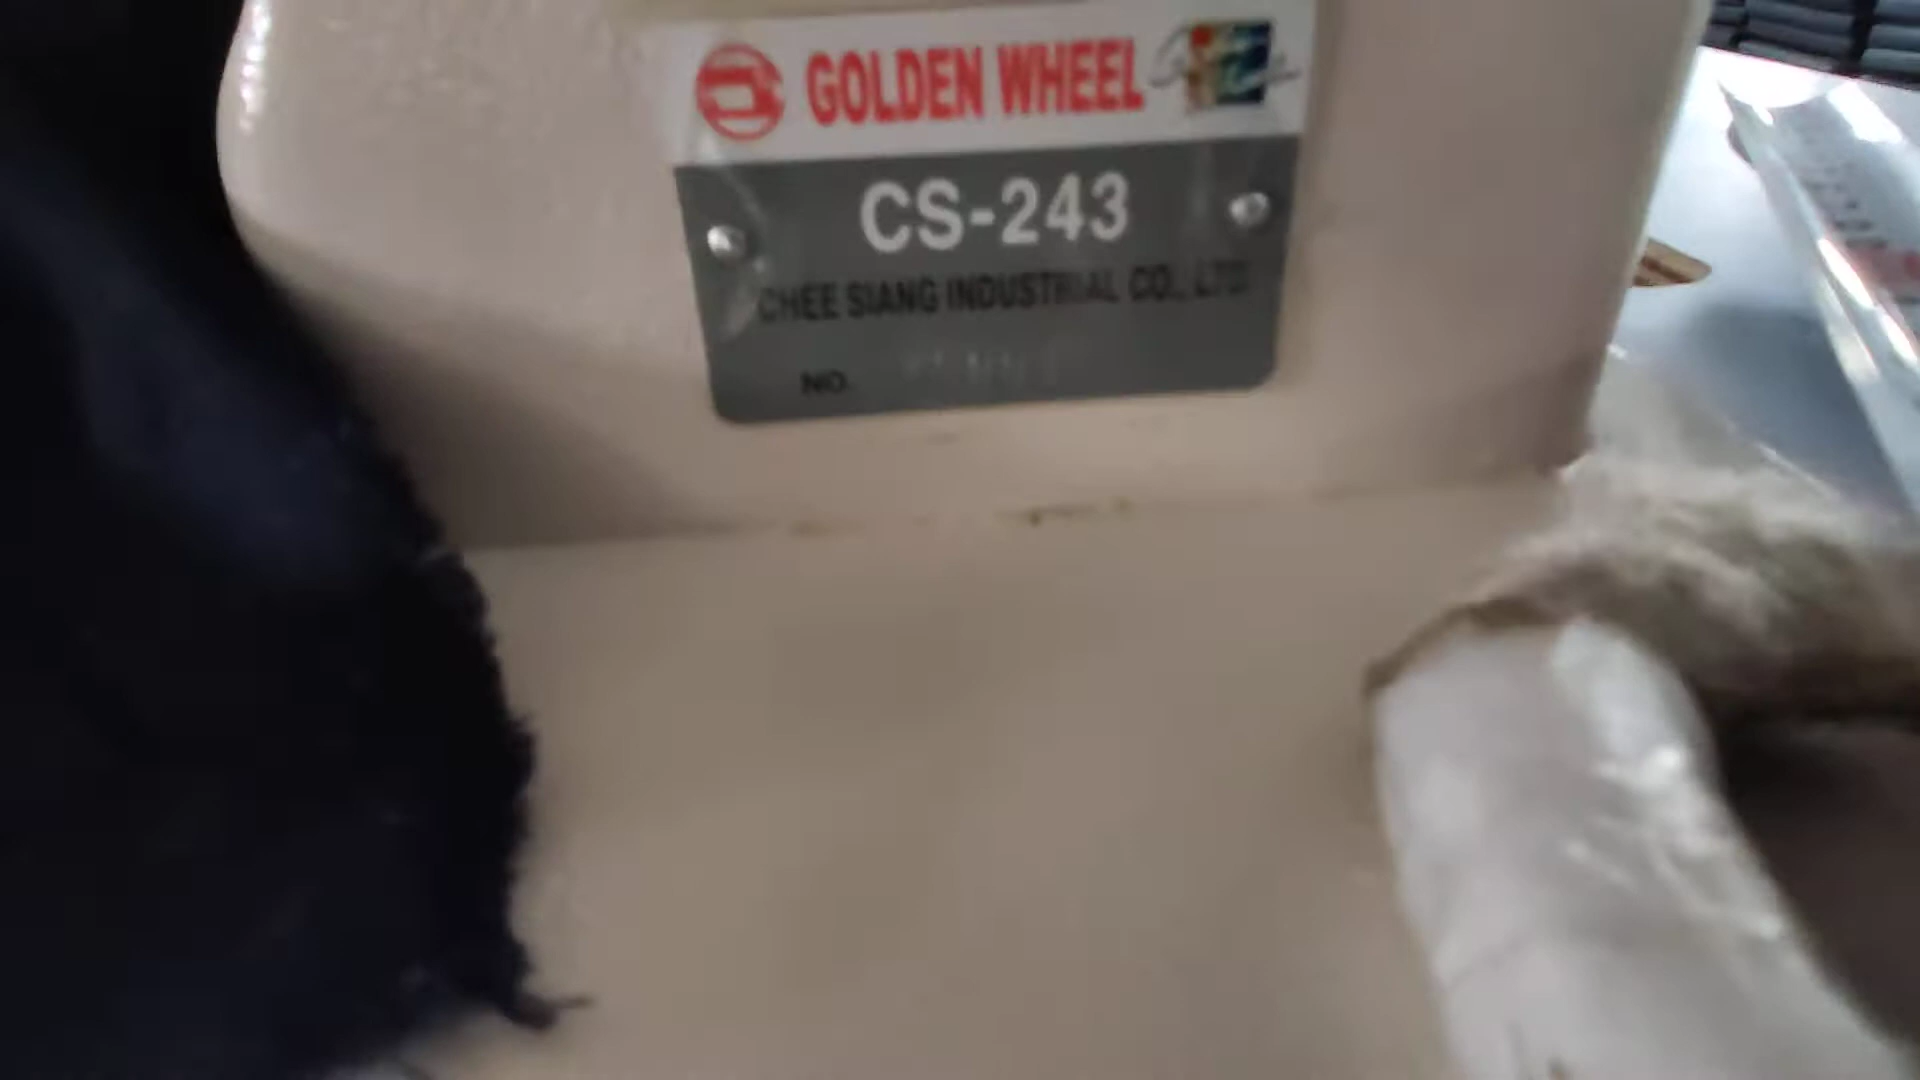 GOLDEN WHEEL
CS-243
CHEE SIANG INDUSTRIAL CO., LTD
NO.